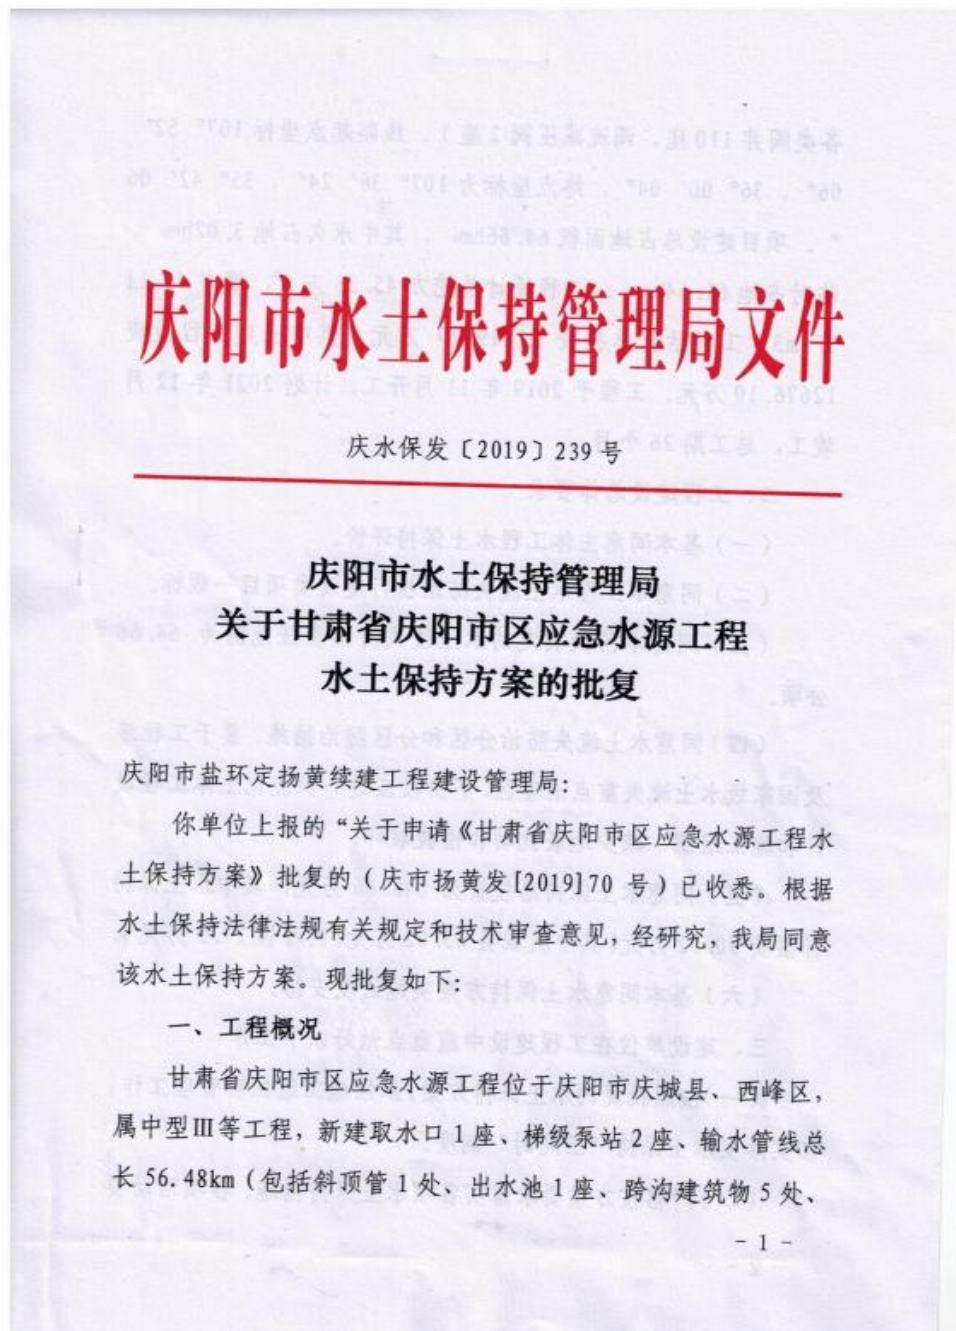 庆阳市水土保持管理局文件
庆水保发〔2019〕239号
庆阳市水土保持管理局
关于甘肃省庆阳市区应急水源工程
水土保持方案的批复
庆阳市盐环定扬黄续建工程建设管理局：
你单位上报的“关于申请《甘肃省庆阳市区应急水源工程水
土保持方案》批复的（庆市扬黄发[2019]70 号）已收悉。根据
水土保持法律法规有关规定和技术审查意见，经研究，我局同意
该水土保持方案。现批复如下：
一、工程概况
甘肃省庆阳市区应急水源工程位于庆阳市庆城县、西峰区，
属中型Ⅲ等工程，新建取水口 1 座、梯级泵站 2 座、输水管线总
长 56.48km（包括斜顶管 1 处、出水池 1 座、跨沟建筑物 5 处、
- 1 -